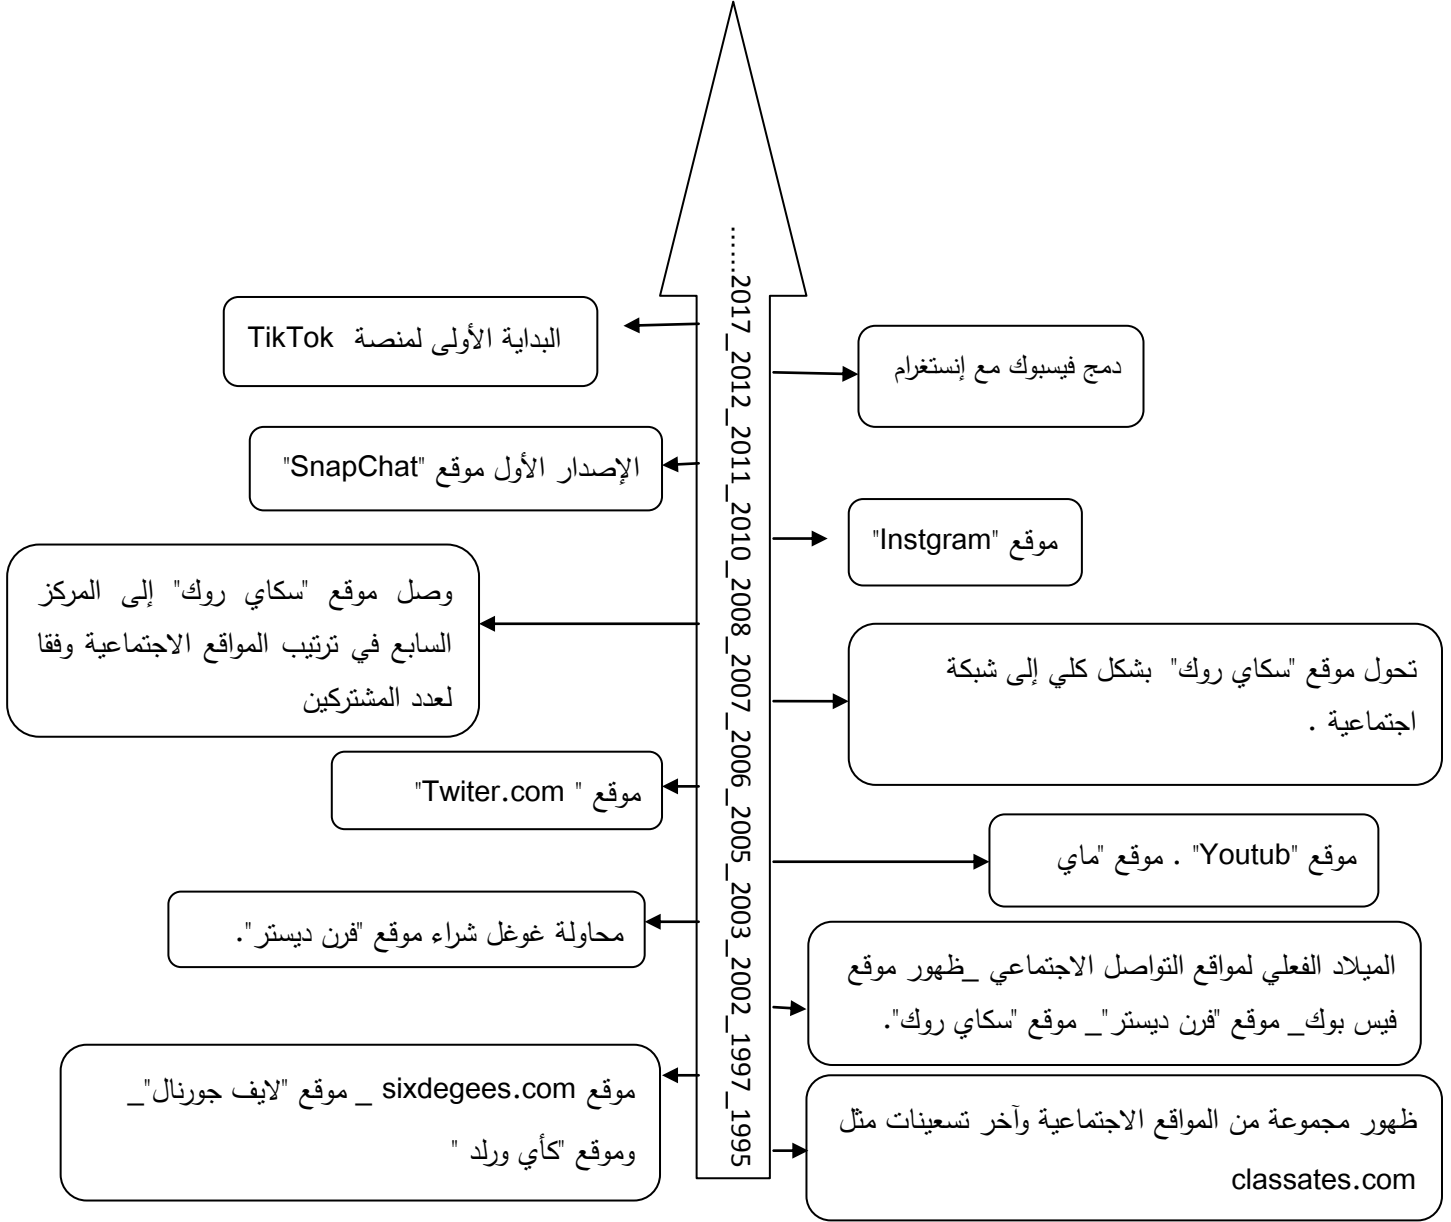 ......2017_2012_2011_2010_2008_2007_2006_2005_2003_2002_1997_1995
البداية الأولى لمنصة TikTok
دمج فيسبوك مع إنستغرام
الإصدار الأول موقع "SnapChat"
موقع "Instgram"
وصل موقع "سكاي روك" إلى المركز
السابع في ترتيب المواقع الاجتماعية وفقا
لعدد المشتركين
تحول موقع "سكاي روك" بشكل كلي إلى شبكة
اجتماعية .
موقع " Twiter.com"
موقع "Youtub" . موقع "ماي
محاولة غوغل شراء موقع "فرن ديستر".
الميلاد الفعلي لمواقع التواصل الاجتماعي _ظهور موقع
فيس بوك_ موقع "فرن ديستر"_ موقع "سكاي روك".
موقع sixdegees.com _ موقع "لايف جورنال"_
وموقع "كأي ورلد "
ظهور مجموعة من المواقع الاجتماعية وآخر تسعينات مثل
classates.com